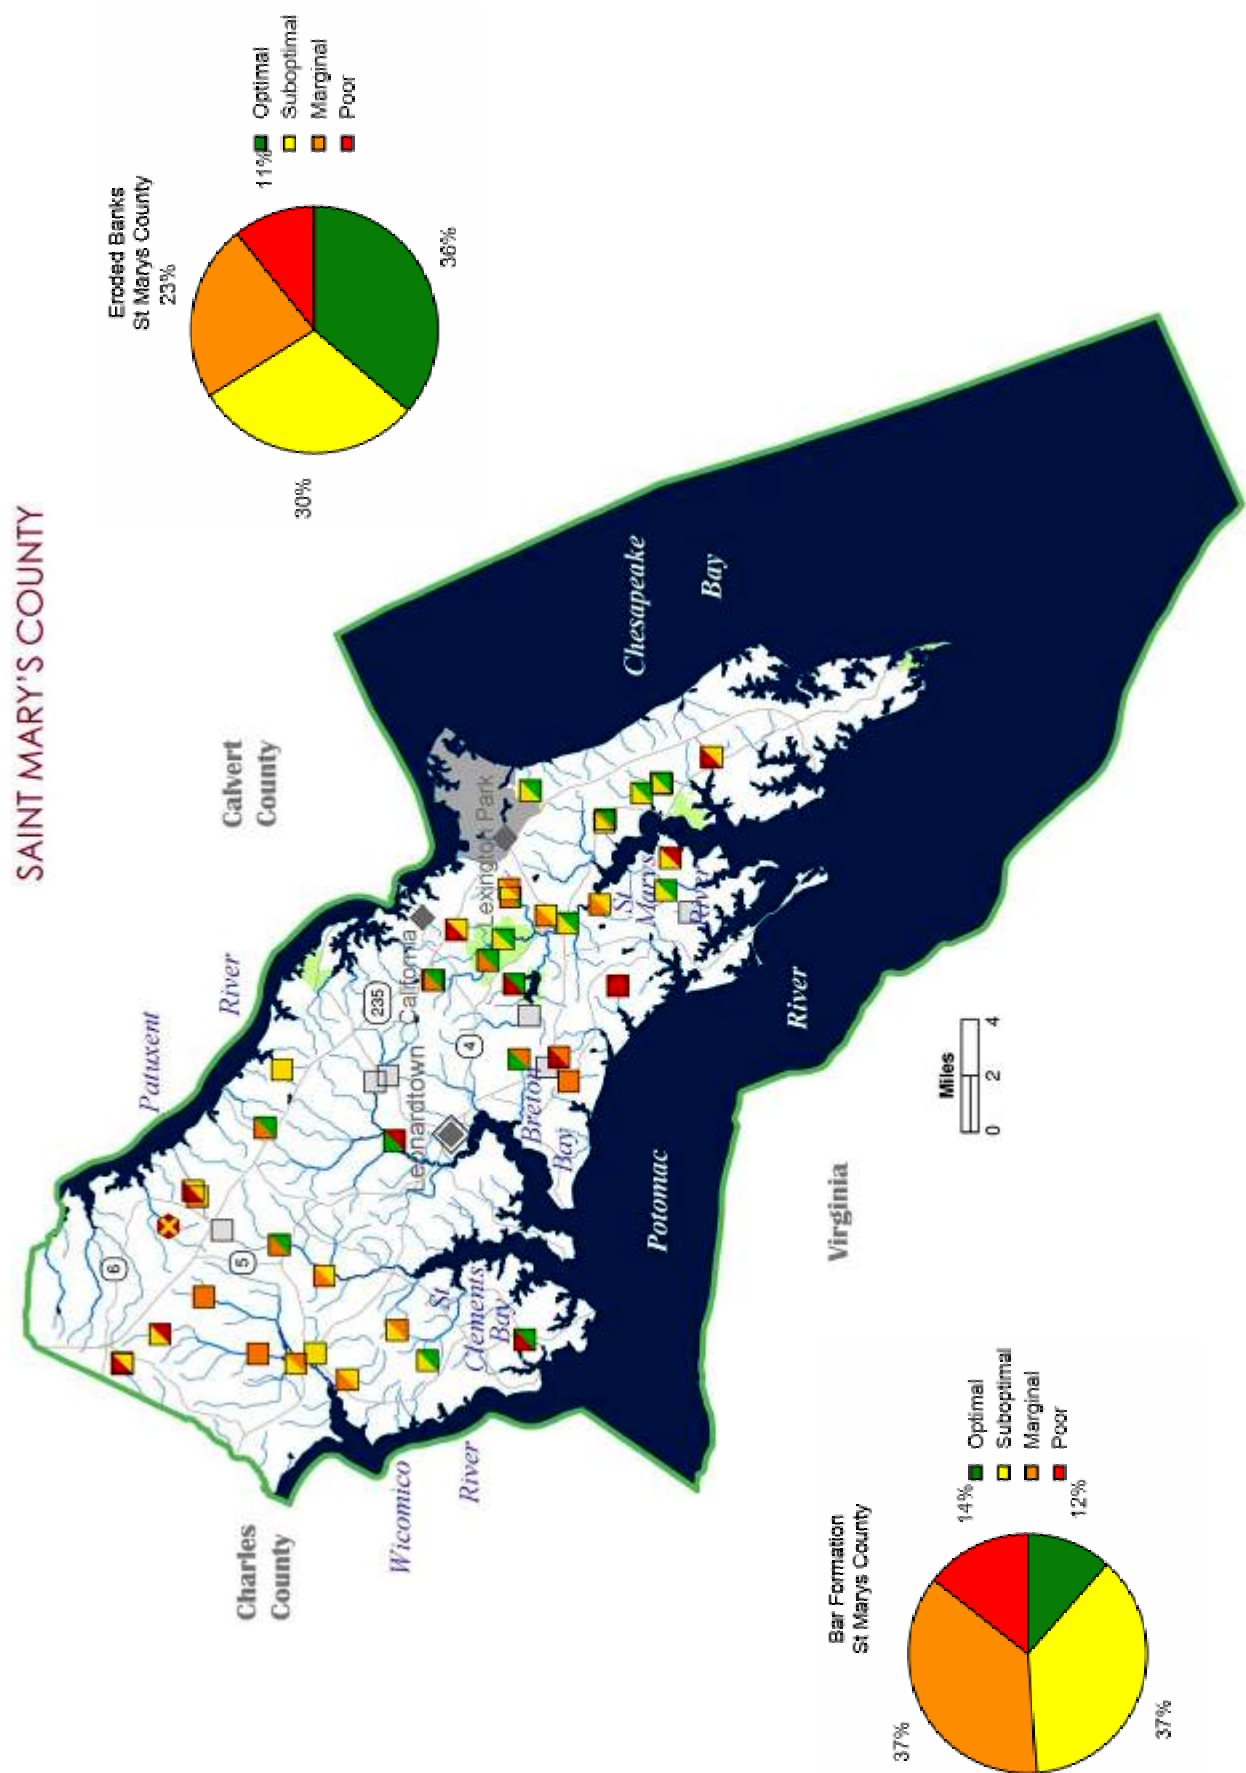 SAINT MARY'S COUNTY
Eroded Banks
St Marys County
23%
11%
36%
30%
Optimal
Suboptimal
Marginal
Poor
Calvert
County
Patuxent
River
Charles
County
Wicomico
River
6
5
235
4
California
Lexington Park
Leonardtown
St
Clements
Bay
Breton
Bay
St
Marys
River
Chesapeake
Bay
Potomac
River
Virginia
Miles
0 2 4
Bar Formation
St Marys County
14%
12%
37%
37%
Optimal
Suboptimal
Marginal
Poor